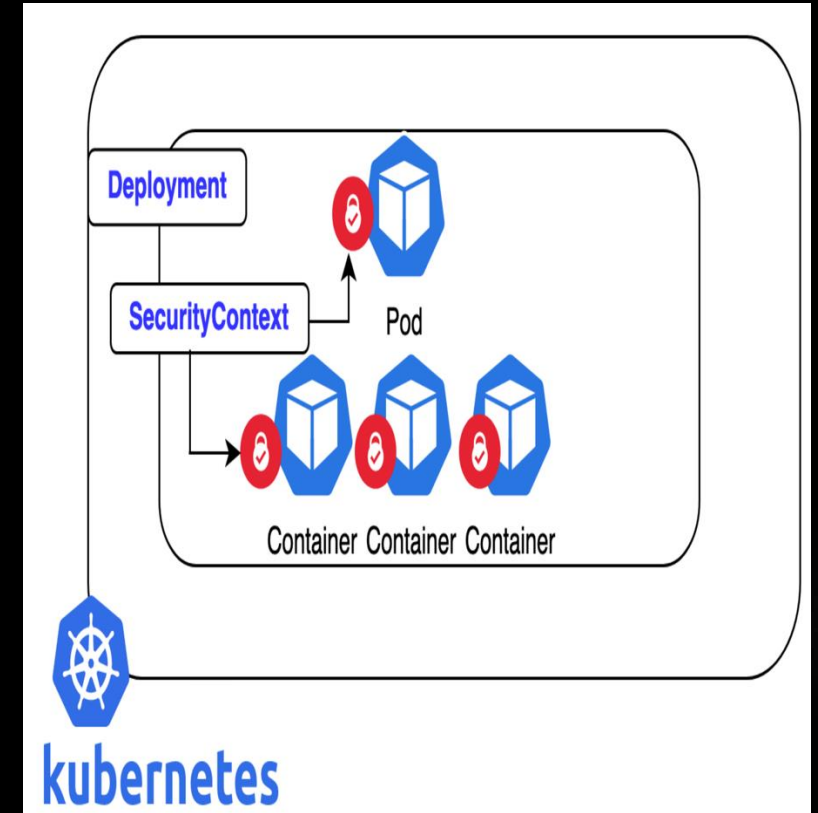 Deployment
SecurityContext
Pod
Container Container Container
kubernetes